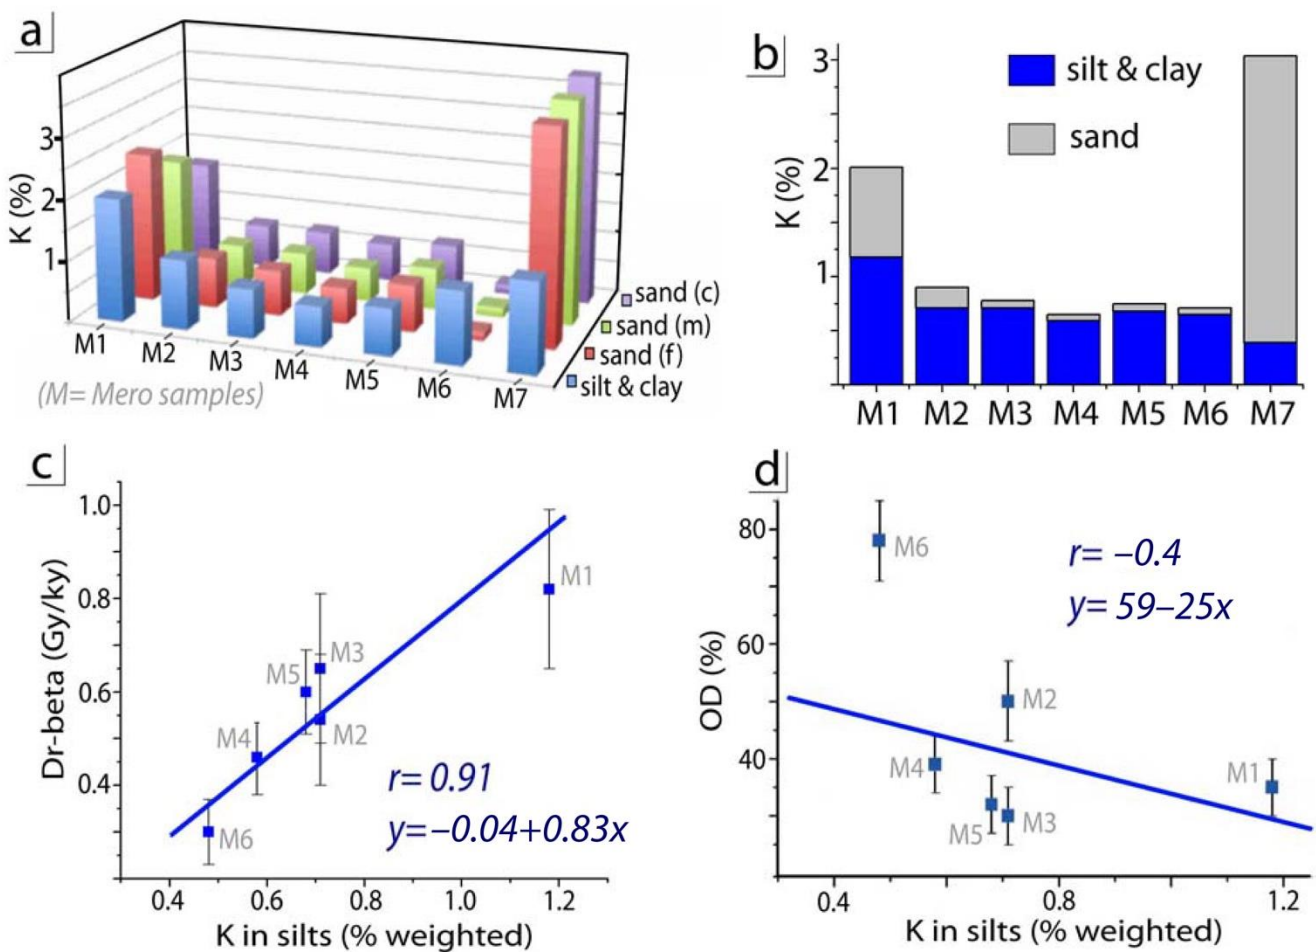 a
K (%)
3
2
1
M1
M2
M3
M4
M5
M6
M7
sand (c)
sand (m)
sand (f)
silt & clay
(M= Mero samples)
b
K (%)
3
2
1
silt & clay
sand
M1 M2 M3 M4 M5 M6 M7
c
Dr-beta (Gy/ky)
1.0
0.8
0.6
0.4
M1
M3
M5
M2
M4
M6
r= 0.91
y=−0.04+0.83x
0.4 0.6 0.8 1.0 1.2
K in silts (% weighted)
d
OD (%)
80
60
40
M6
r= −0.4
y= 59−25x
M2
M4
M1
M5
M3
0.4 0.8 1.2
K in silts (% weighted)